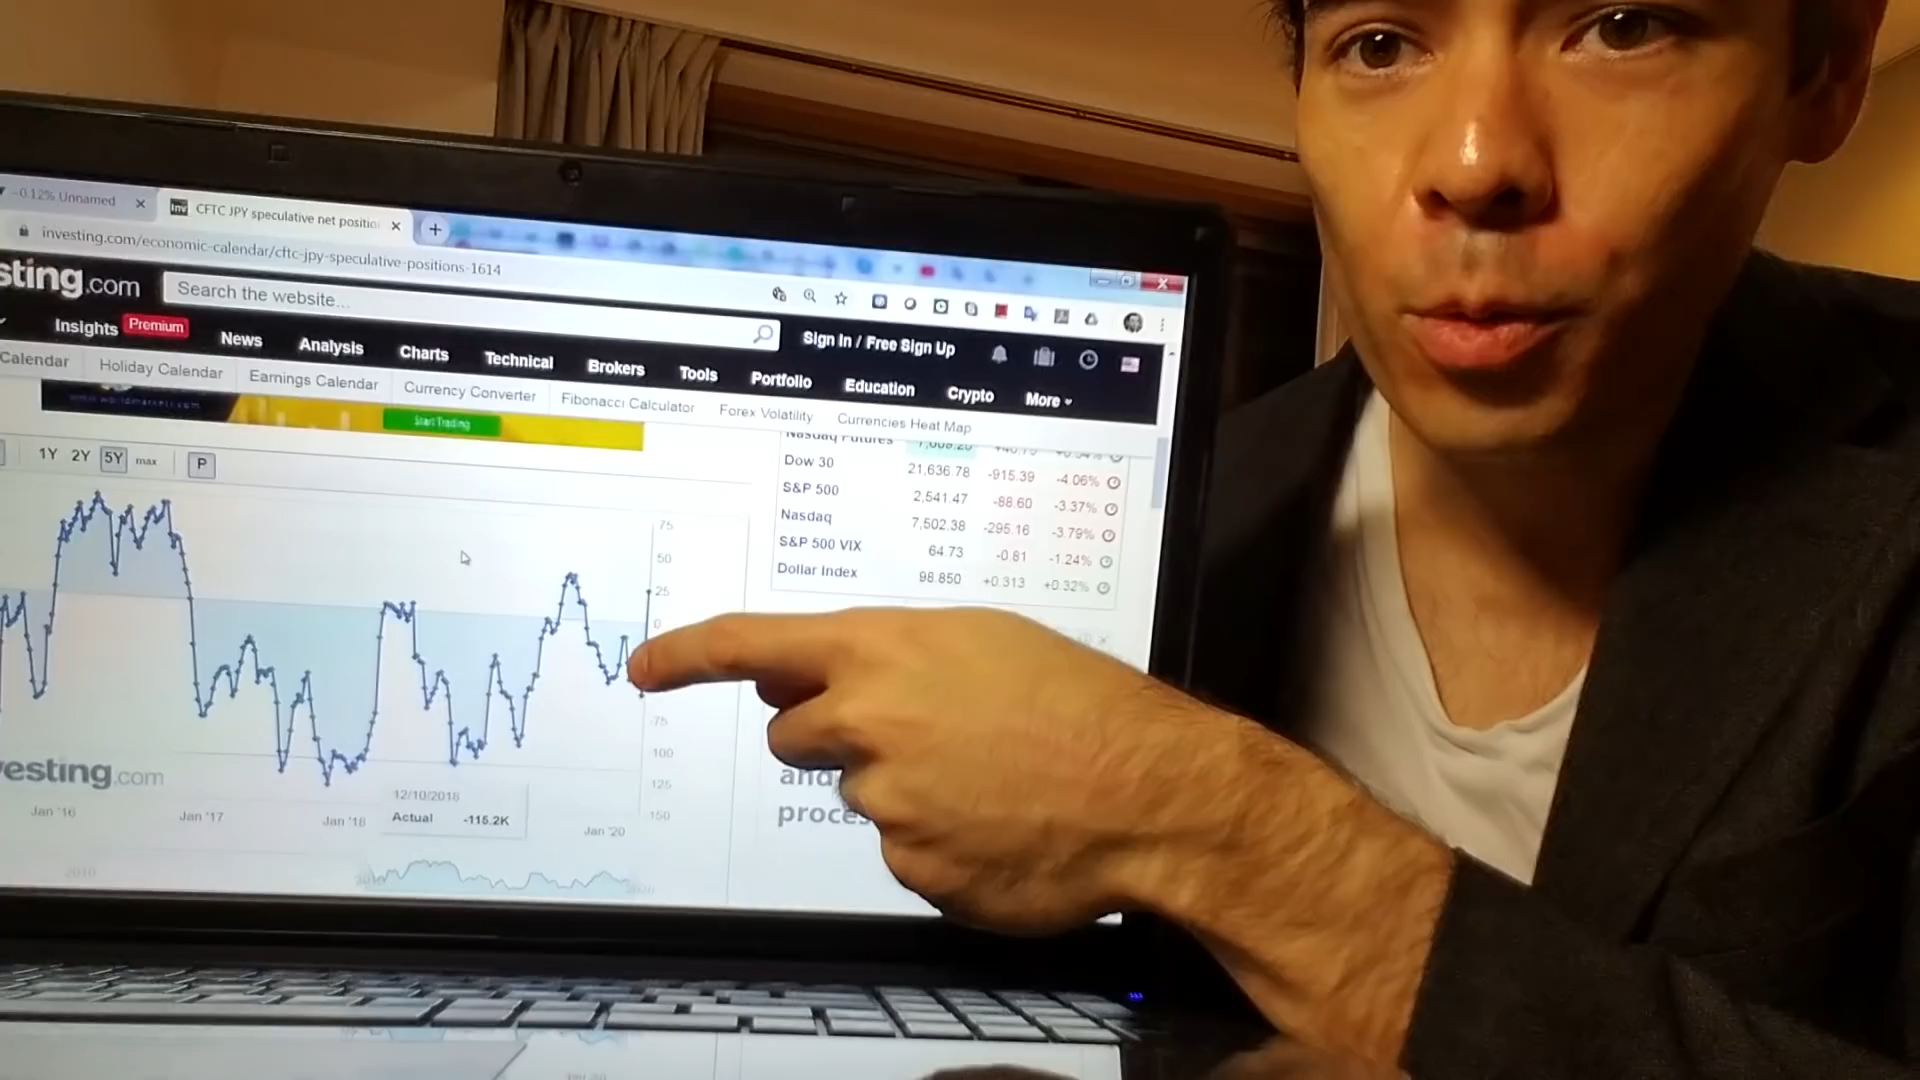 -0.12% Unnamed
CFTC JPY speculative net positio
investing.com/economic-calendar/cftc-jpy-speculative-positions-1614
sting.com
Search the website...
Sign In / Free Sign Up
Insights Premium News Analysis Charts Technical Brokers Tools Portfolio Education Crypto More
Calendar Holiday Calendar Earnings Calendar Currency Converter Fibonacci Calculator Forex Volatility Currencies Heat Map
Start Trading
1Y 2Y 5Y max P
Nasdaq Futures
Dow 30 21,636.78 -915.39 -4.06%
S&P 500 2,541.47 -88.60 -3.37%
Nasdaq 7,502.38 -295.16 -3.79%
S&P 500 VIX 64.73 -0.81 -1.24%
Dollar Index 98.850 +0.313 +0.32%
75
50
25
0
75
100
125
150
vesting.com
12/10/2018
Actual -115.2K
Jan '16 Jan '17 Jan '18 Jan '20
2010
and
proces